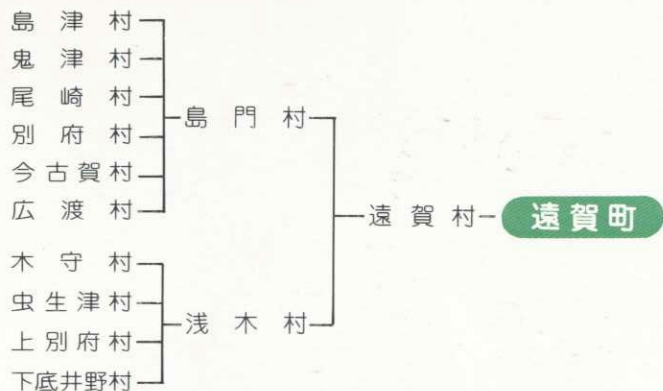 島津村
鬼津村
尾崎村
別府村
今古賀村
広渡村
島門村
木守村
虫生津村
上別府村
下底井野村
浅木村
遠賀村
遠賀町